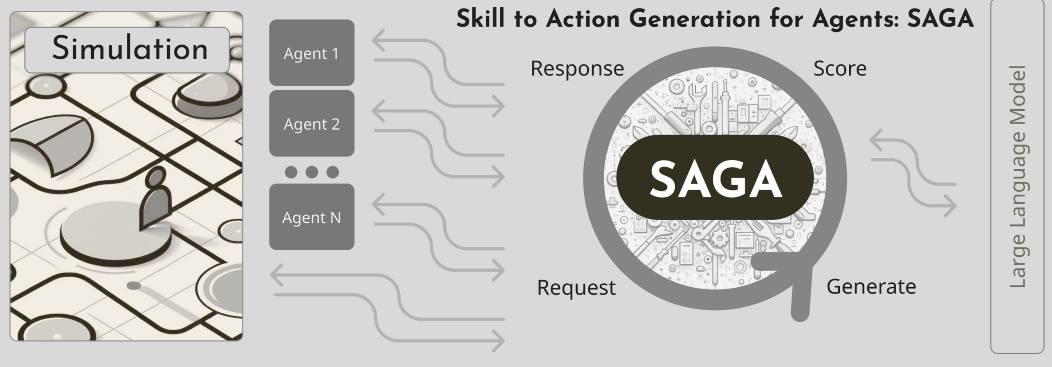 Skill to Action Generation for Agents: SAGA
Simulation
Agent 1
Agent 2
Agent N
Response
Score
SAGA
Request
Generate
Large Language Model